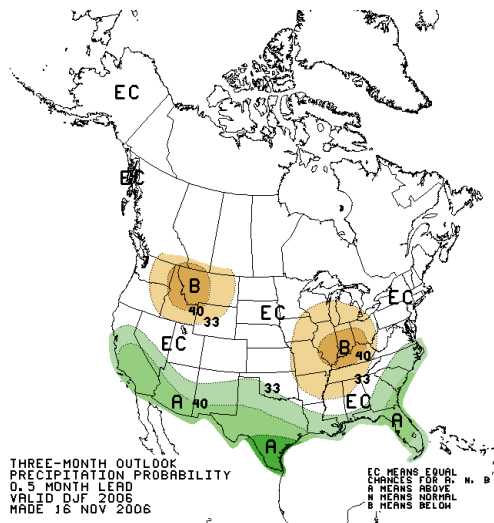 EC
EC
B
40
33
EC
EC
EC
B
40
33
33
EC
A
40
A
A
THREE-MONTH OUTLOOK
PRECIPITATION PROBABILITY
0.5 MONTH LEAD
VALID DJF 2006
MADE 16 NOV 2006
EC MEANS EQUAL
CHANCES FOR A, N, B
A MEANS ABOVE
N MEANS NORMAL
B MEANS BELOW